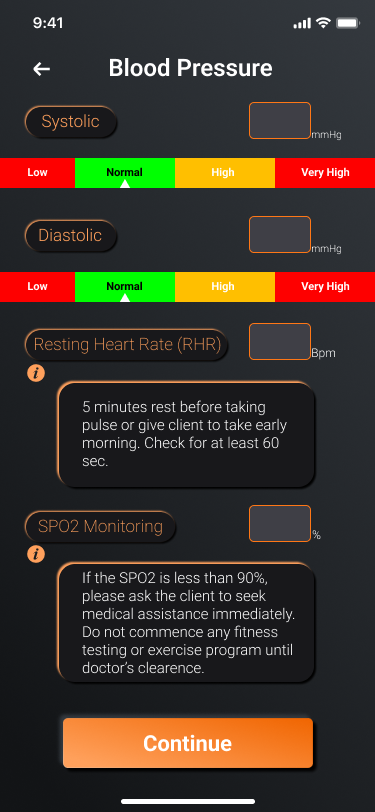 9:41
Blood Pressure
Systolic
mmHg
Low Normal High Very High
Diastolic
mmHg
Low Normal High Very High
Resting Heart Rate (RHR)
Bpm
i
5 minutes rest before taking
pulse or give client to take early
morning. Check for at least 60
sec.
SPO2 Monitoring
%
i
If the SPO2 is less than 90%,
please ask the client to seek
medical assistance immediately.
Do not commence any fitness
testing or exercise program until
doctor's clearence.
Continue